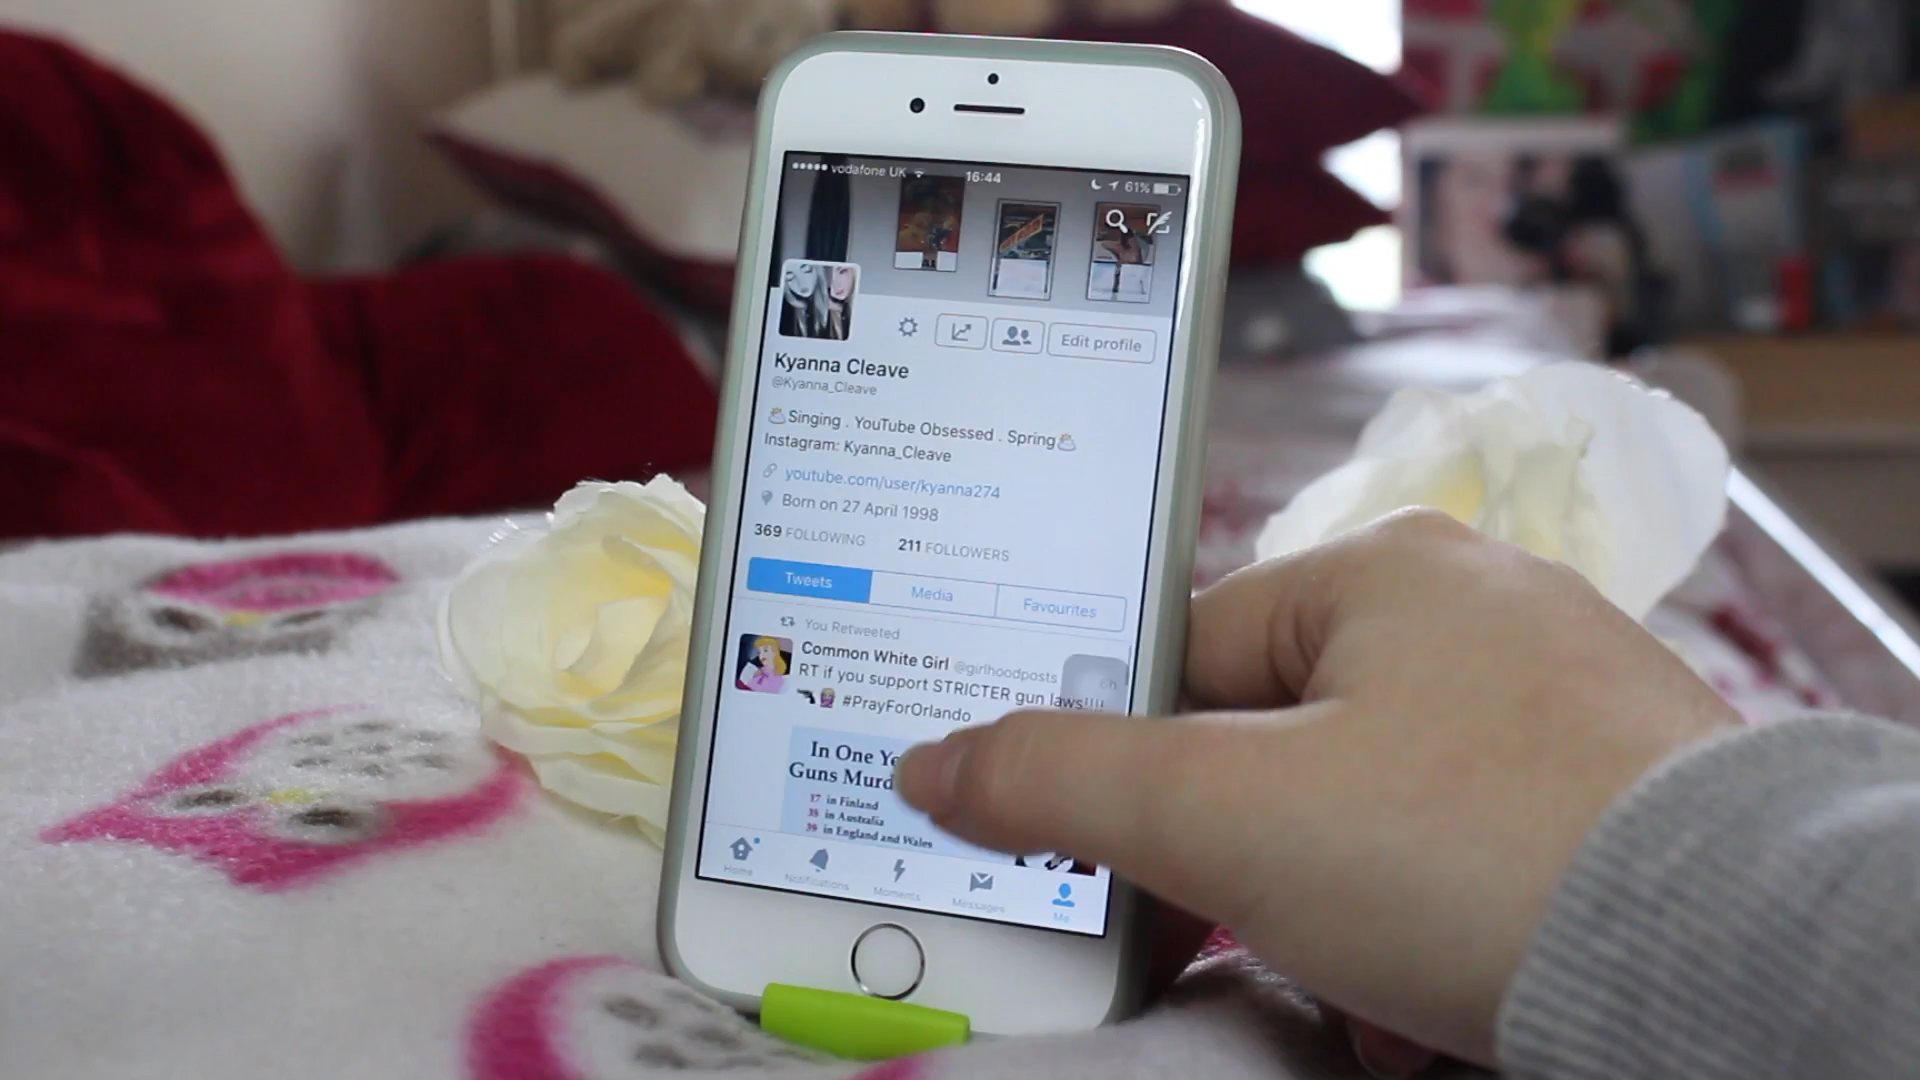 vodafone UK 16:44 61%
Edit profile
Kyanna Cleave
@Kyanna_Cleave
Singing . YouTube Obsessed . Spring
Instagram: Kyanna_Cleave
youtube.com/user/kyanna274
Born on 27 April 1998
369 FOLLOWING 211 FOLLOWERS
Tweets Media Favourites
You Retweeted
Common White Girl @girlhoodposts
RT if you support STRICTER gun laws!!!!
#PrayForOrlando
In One
Guns
17 in Finland
35 in Australia
39 in England and Wales
Home Notifications Moments Messages Me